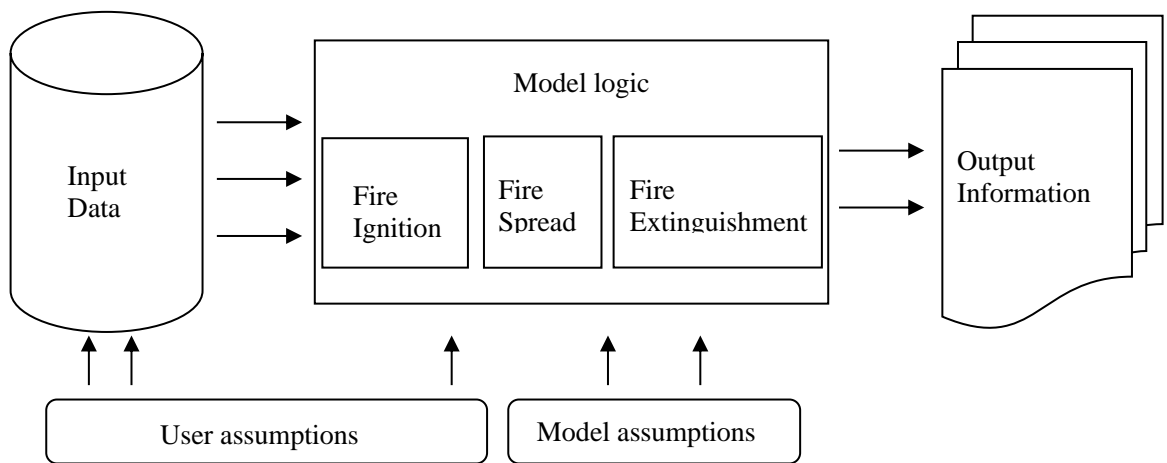 Model logic
Input
Data
Fire
Ignition
Fire
Spread
Fire
Extinguishment
Output
Information
User assumptions
Model assumptions